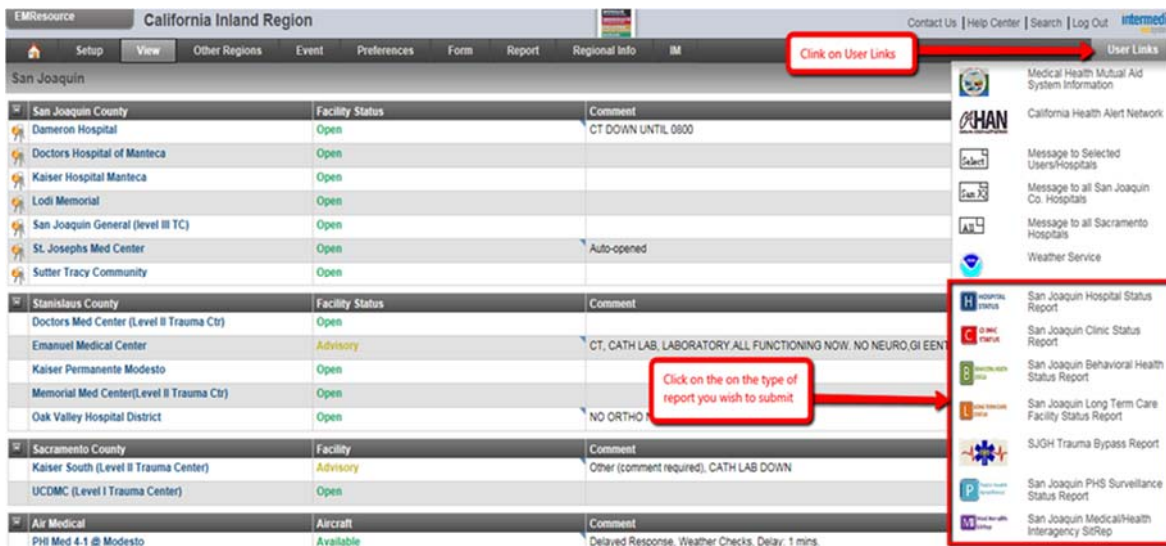 EMResource
California Inland Region
Contact Us | Help Center | Search | Log Out
Setup View Other Regions Event Preferences Form Report Regional Info IM
Clink on User Links
User Links
San Joaquin
San Joaquin County Facility Status Comment
Dameron Hospital Open CT DOWN UNTIL 0800
Doctors Hospital of Manteca Open
Kaiser Hospital Manteca Open
Lodi Memorial Open
San Joaquin General (level III TC) Open
St. Josephs Med Center Open Auto-opened
Sutter Tracy Community Open
Stanislaus County Facility Status Comment
Doctors Med Center (Level II Trauma Ctr) Open
Emanuel Medical Center Advisory CT, CATH LAB, LABORATORY.ALL FUNCTIONING NOW. NO NEURO,GI EENT
Kaiser Permanente Modesto Open
Memorial Med Center(Level II Trauma Ctr) Open
Oak Valley Hospital District Open NO ORTHO
Click on the on the type of
report you wish to submit
Sacramento County Facility Comment
Kaiser South (Level II Trauma Center) Advisory Other (comment required), CATH LAB DOWN
UCDMC (Level I Trauma Center) Open
Air Medical Aircraft Comment
PHI Med 4-1 @ Modesto Available Delayed Response, Weather Checks, Delay: 1 mins.
Medical Health Mutual Aid
System Information
HAN
California Health Alert Network
Select
Message to Selected
Users/Hospitals
San JQ
Message to all San Joaquin
Co. Hospitals
All
Message to all Sacramento
Hospitals
Weather Service
H HOSPITAL
STATUS
San Joaquin Hospital Status
Report
C CLINIC
STATUS
San Joaquin Clinic Status
Report
B
San Joaquin Behavioral Health
Status Report
L
San Joaquin Long Term Care
Facility Status Report
SJGH Trauma Bypass Report
P
San Joaquin PHS Surveillance
Status Report
M
San Joaquin Medical/Health
Interagency SitRep